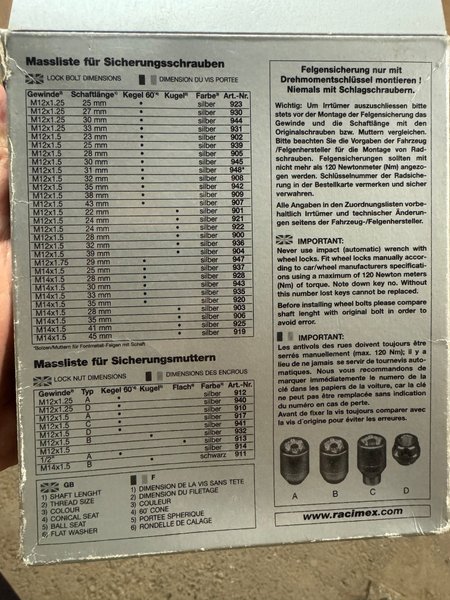 Massliste für Sicherungsschrauben
LOCK BOLT DIMENSIONS DIMENSION DU VIS PORTEE
Gewinde²⁾ Schaftlänge¹⁾ Kegel 60°⁴⁾ Kugel⁵⁾ Farbe³⁾ Art.-Nr.
M12x1.25 25 mm • silber 923
M12x1.25 27 mm • silber 930
M12x1.25 30 mm • silber 944
M12x1.25 33 mm • silber 931
M12x1.5 23 mm • silber 902
M12x1.5 25 mm • silber 939
M12x1.5 28 mm • silber 905
M12x1.5 30 mm • silber 945
M12x1.5 31 mm • silber 948*
M12x1.5 32 mm • silber 908
M12x1.5 35 mm • silber 942
M12x1.5 38 mm • silber 909
M12x1.5 43 mm • silber 907
M12x1.5 22 mm • silber 901
M12x1.5 24 mm • silber 921
M12x1.5 24 mm • silber 922
M12x1.5 28 mm • silber 900
M12x1.5 32 mm • silber 936
M12x1.5 39 mm • silber 904
M12x1.75 29 mm • silber 947
M14x1.5 25 mm • silber 937
M14x1.5 28 mm • silber 928
M14x1.5 30 mm • silber 943
M14x1.5 33 mm • silber 935
M14x1.5 35 mm • silber 920
M14x1.5 28 mm • silber 903
M14x1.5 35 mm • silber 906
M14x1.5 41 mm • silber 925
M14x1.5 45 mm • silber 919
Massliste für Sicherungsmuttern
LOCK NUT DIMENSIONS DIMENSIONS DES ENCROUS
Gewinde²⁾ Typ Kegel 60°⁴⁾ Kugel⁵⁾ Flach⁶⁾ Farbe³⁾ Art.-Nr.
M12x1.25 A • silber 912
M12x1.25 A silber 940
M12x1.25 D silber 910
M12x1.5 A silber 917
M12x1.5 silber 941
M12x1.5 D silber 932
M12x1.5 B silber 913
1/2" silber 914
M14x1.5 B schwarz 911
GB
1) SHAFT LENGHT
2) THREAD SIZE
3) COLOUR
4) CONICAL SEAT
5) BALL SEAT
6) FLAT WASHER
F
1) DIMENSION DE LA VIS SANS TETE
2) DIMENSION DU FILETAGE
3) COULEUR
4) 60° CONE
5) PORTEE SPHERIQUE
6) RONDELLE DE CALAGE
Felgensicherung nur mit
Drehmomentschlüssel montieren !
Niemals mit Schlagschraubern.
Wichtig: Um Irrtümer auszuschliessen bitte
stets vor der Montage der Felgensicherung das
Gewinde und die Schaftlänge mit den
Originalschrauben bzw. Muttern vergleichen.
Bitte beachten Sie die Vorgaben der Fahrzeug
/Felgenhersteller für die Montage von Rad-
schrauben. Felgensicherungen sollten mit
nicht mehr als 120 Newtonmeter (Nm) angezo-
gen werden. Schlüsselnummer der Radsiche-
rung in der Bestellkarte vermerken und sicher
verwahren.
Alle Angaben in den Zuordnungslisten vorbe-
haltlich Irrtümer und technischer Änderun-
gen seitens der Fahrzeug-/Felgenhersteller.
IMPORTANT:
Never use impact (automatic) wrench with
wheel locks. Fit wheel locks manually accor-
ding to car/wheel manufacturers specificati-
ons using a maximum of 120 Newton meters
(Nm) of torque. Note down key no. Without
this number lost keys cannot be replaced.
Before installing wheel bolts please compare
shaft lenght with original bolt in order to
avoid error.
IMPORTANT:
Les antivols des rues doivent toujours être
serrés manuellement (max. 120 Nm); il y a
lieu de ne jamais se servir de tournevis auto-
matiques. Nous vous recommandons de
marquer immédiatement le numero de la
clé dans les papiers de la voiture, car la clé
ne peut pas être remplacée sans indication
du numéro en cas de perte.
Avant de fixer la vis toujours comparer avec
la vis d'origine pour éviter les erreures.
A B C D
www.racimex.com